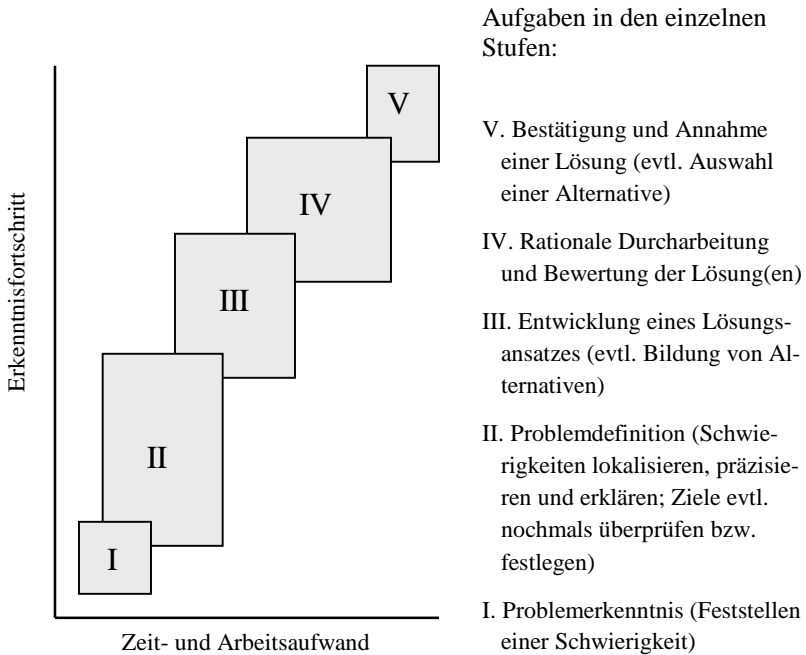 Aufgaben in den einzelnen
Stufen:
V
V. Bestätigung und Annahme
einer Lösung (evtl. Auswahl
einer Alternative)
IV
IV. Rationale Durcharbeitung
und Bewertung der Lösung(en)
III
III. Entwicklung eines Lösungs-
ansatzes (evtl. Bildung von Al-
ternativen)
II
II. Problemdefinition (Schwie-
rigkeiten lokalisieren, präzisie-
ren und erklären; Ziele evtl.
nochmals überprüfen bzw.
festlegen)
I
I. Problemerkenntnis (Feststellen
einer Schwierigkeit)
Erkenntnisfortschritt
Zeit- und Arbeitsaufwand